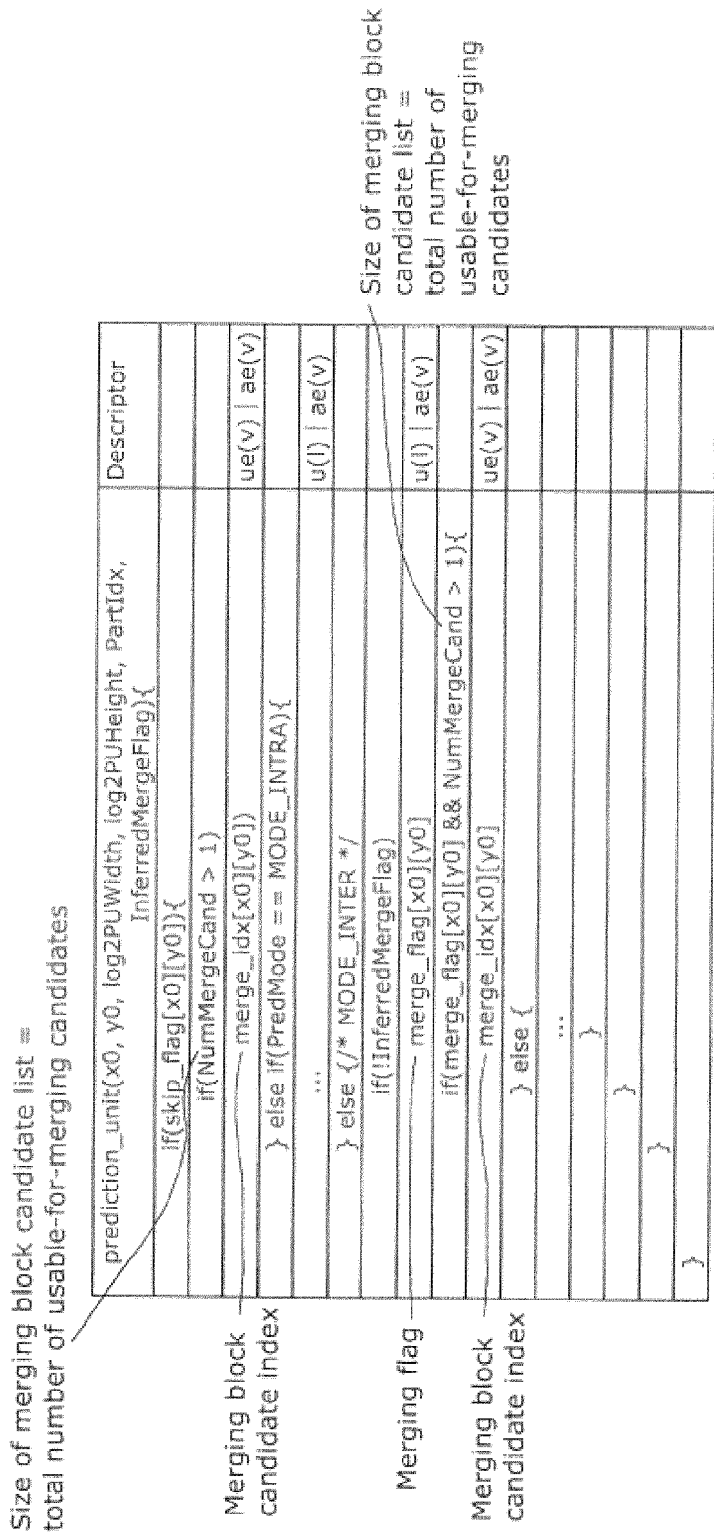 Size of merging block candidate list =
total number of usable-for-merging candidates
prediction_unit(x0, y0, log2PUWidth, log2PUHeight, PartIdx,
InferredMergeFlag){
Descriptor
if(skip_flag[x0][y0]){
if(NumMergeCand > 1)
Merging block
candidate index
merge_idx[x0][y0])
ue(v) | ae(v)
} else if(PredMode == MODE_INTRA){
...
u(l) | ae(v)
} else {/* MODE_INTER */
if(!InferredMergeFlag)
Merging flag
merge_flag[x0][y0]
u(l) | ae(v)
if(merge_flag[x0][y0] && NumMergeCand > 1){
Size of merging block
candidate list =
total number of
usable-for-merging
candidates
Merging block
candidate index
merge_idx[x0][y0]
ue(v) | ae(v)
} else {
...
}
}
}
}